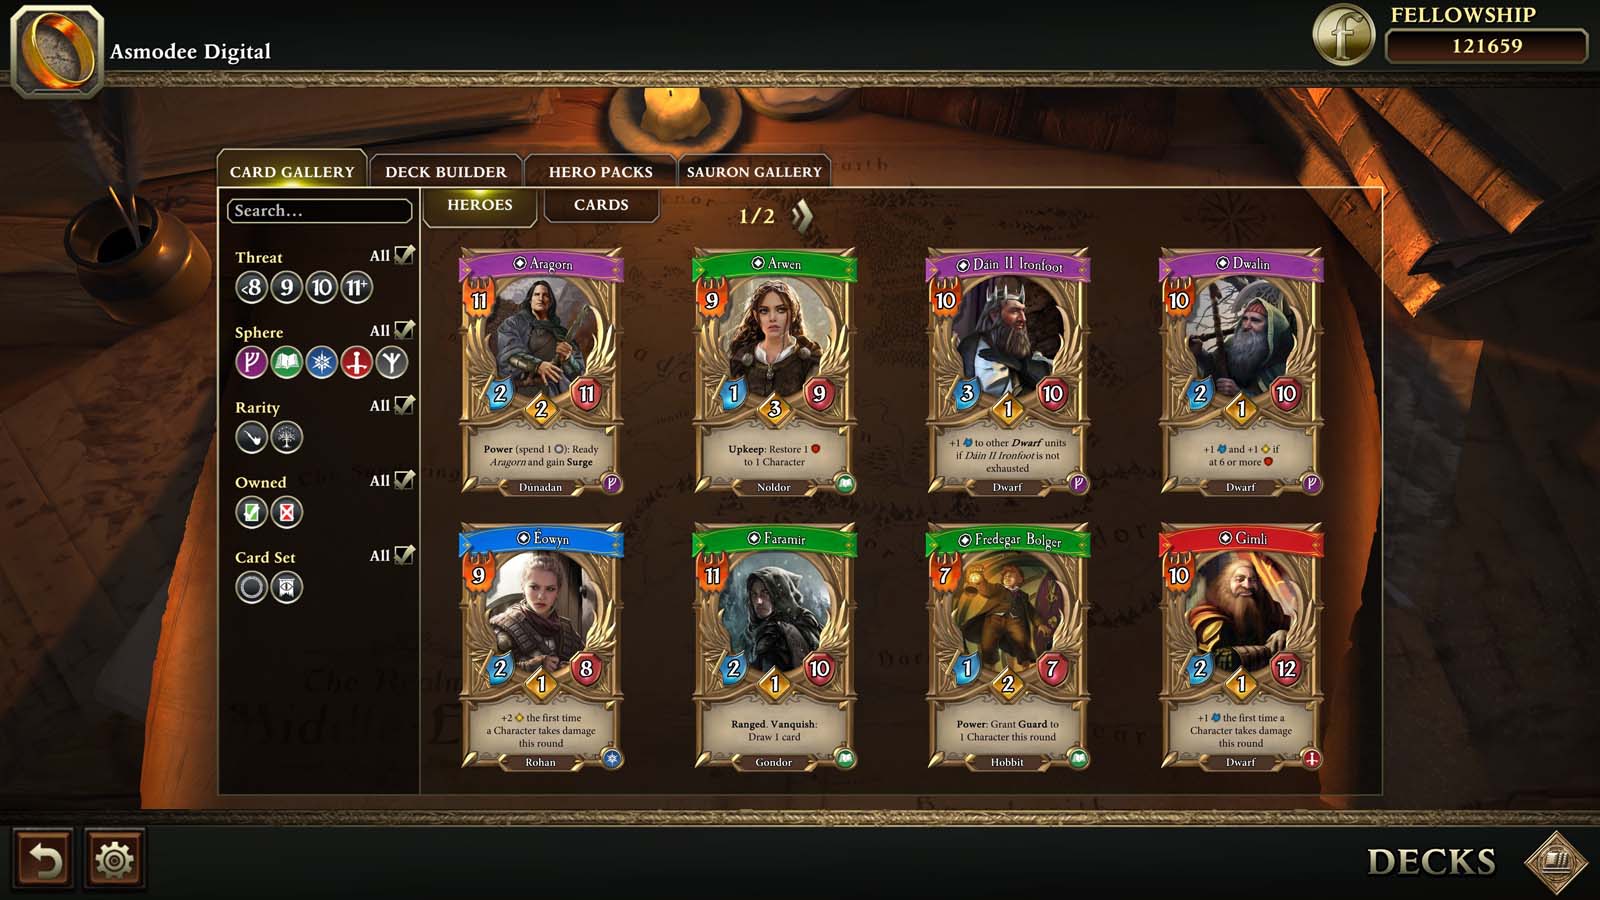 Asmodee Digital
FELLOWSHIP
121659
CARD GALLERY
DECK BUILDER
HERO PACKS
SAURON GALLERY
Search...
HEROES
CARDS
1/2
Threat
All
<8 9 10 11+
Sphere
All
Rarity
All
Owned
All
Card Set
All
Aragorn
11
2
2
11
Power (spend 1 ): Ready
Aragorn and gain Surge
Dúnadan
Arwen
9
1
3
9
Upkeep: Restore 1
to 1 Character
Noldor
Dáin II Ironfoot
10
3
1
10
+1 to other Dwarf units
if Dáin II Ironfoot is not
exhausted
Dwarf
Dwalin
10
2
1
10
+1 and +1 if
at 6 or more
Dwarf
Éowyn
9
2
1
8
+2 the first time
a Character takes damage
this round
Rohan
Faramir
11
2
1
10
Ranged. Vanquish:
Draw 1 card
Gondor
Fredegar Bolger
7
1
2
7
Power: Grant Guard to
1 Character this round
Hobbit
Gimli
10
2
1
12
+1 the first time a
Character takes damage
this round
Dwarf
DECKS